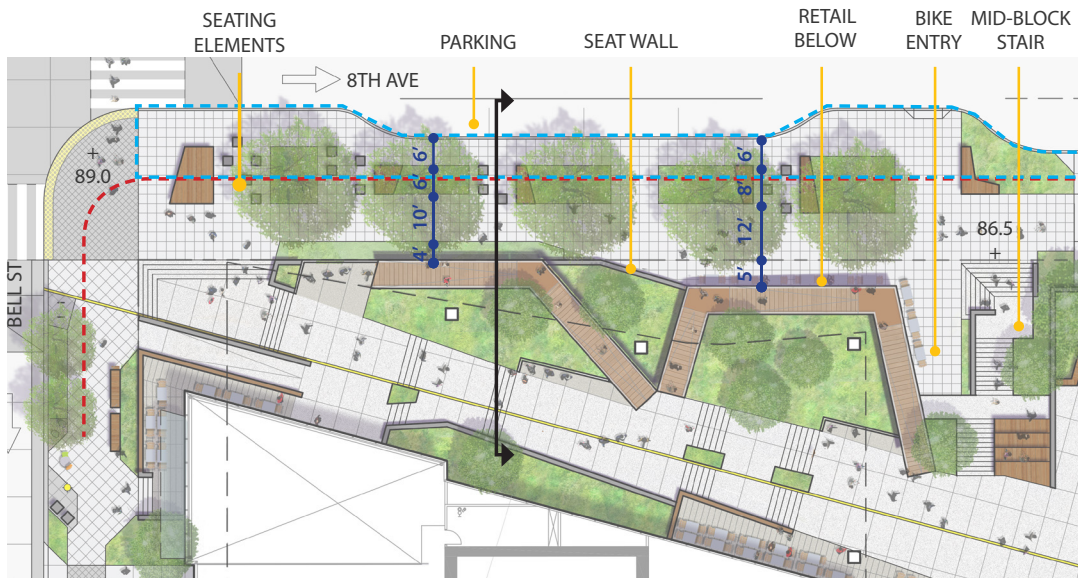 SEATING
ELEMENTS
PARKING
SEAT WALL
RETAIL
BELOW
BIKE
ENTRY
MID-BLOCK
STAIR
8TH AVE
89.0
6’
6’
10’
4’
6’
8’
12’
5’
86.5
BELL ST